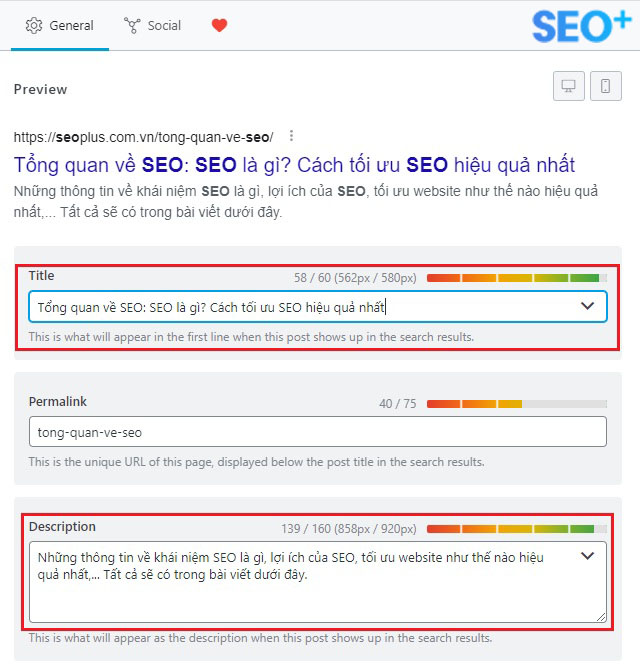 General
Social
SEO+
Preview
https://seoplus.com.vn/tong-quan-ve-seo/
Tổng quan về SEO: SEO là gì? Cách tối ưu SEO hiệu quả nhất
Những thông tin về khái niệm SEO là gì, lợi ích của SEO, tối ưu website như thế nào hiệu quả
nhất,... Tất cả sẽ có trong bài viết dưới đây.
Title 58 / 60 (562px / 580px)
Tổng quan về SEO: SEO là gì? Cách tối ưu SEO hiệu quả nhất
This is what will appear in the first line when this post shows up in the search results.
Permalink 40 / 75
tong-quan-ve-seo
This is the unique URL of this page, displayed below the post title in the search results.
Description 139 / 160 (858px / 920px)
Những thông tin về khái niệm SEO là gì, lợi ích của SEO, tối ưu website như thế nào hiệu
quả nhất,... Tất cả sẽ có trong bài viết dưới đây.
This is what will appear as the description when this post shows up in the search results.